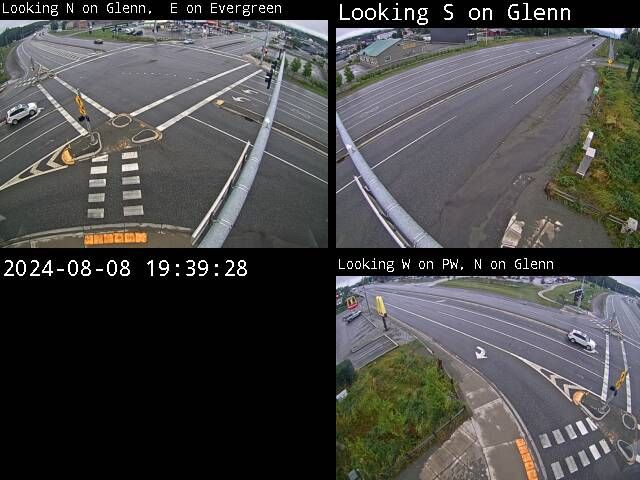 Looking N on Glenn,  E on Evergreen
Looking S on Glenn
2024-08-08 19:39:28
Looking W on PW, N on Glenn